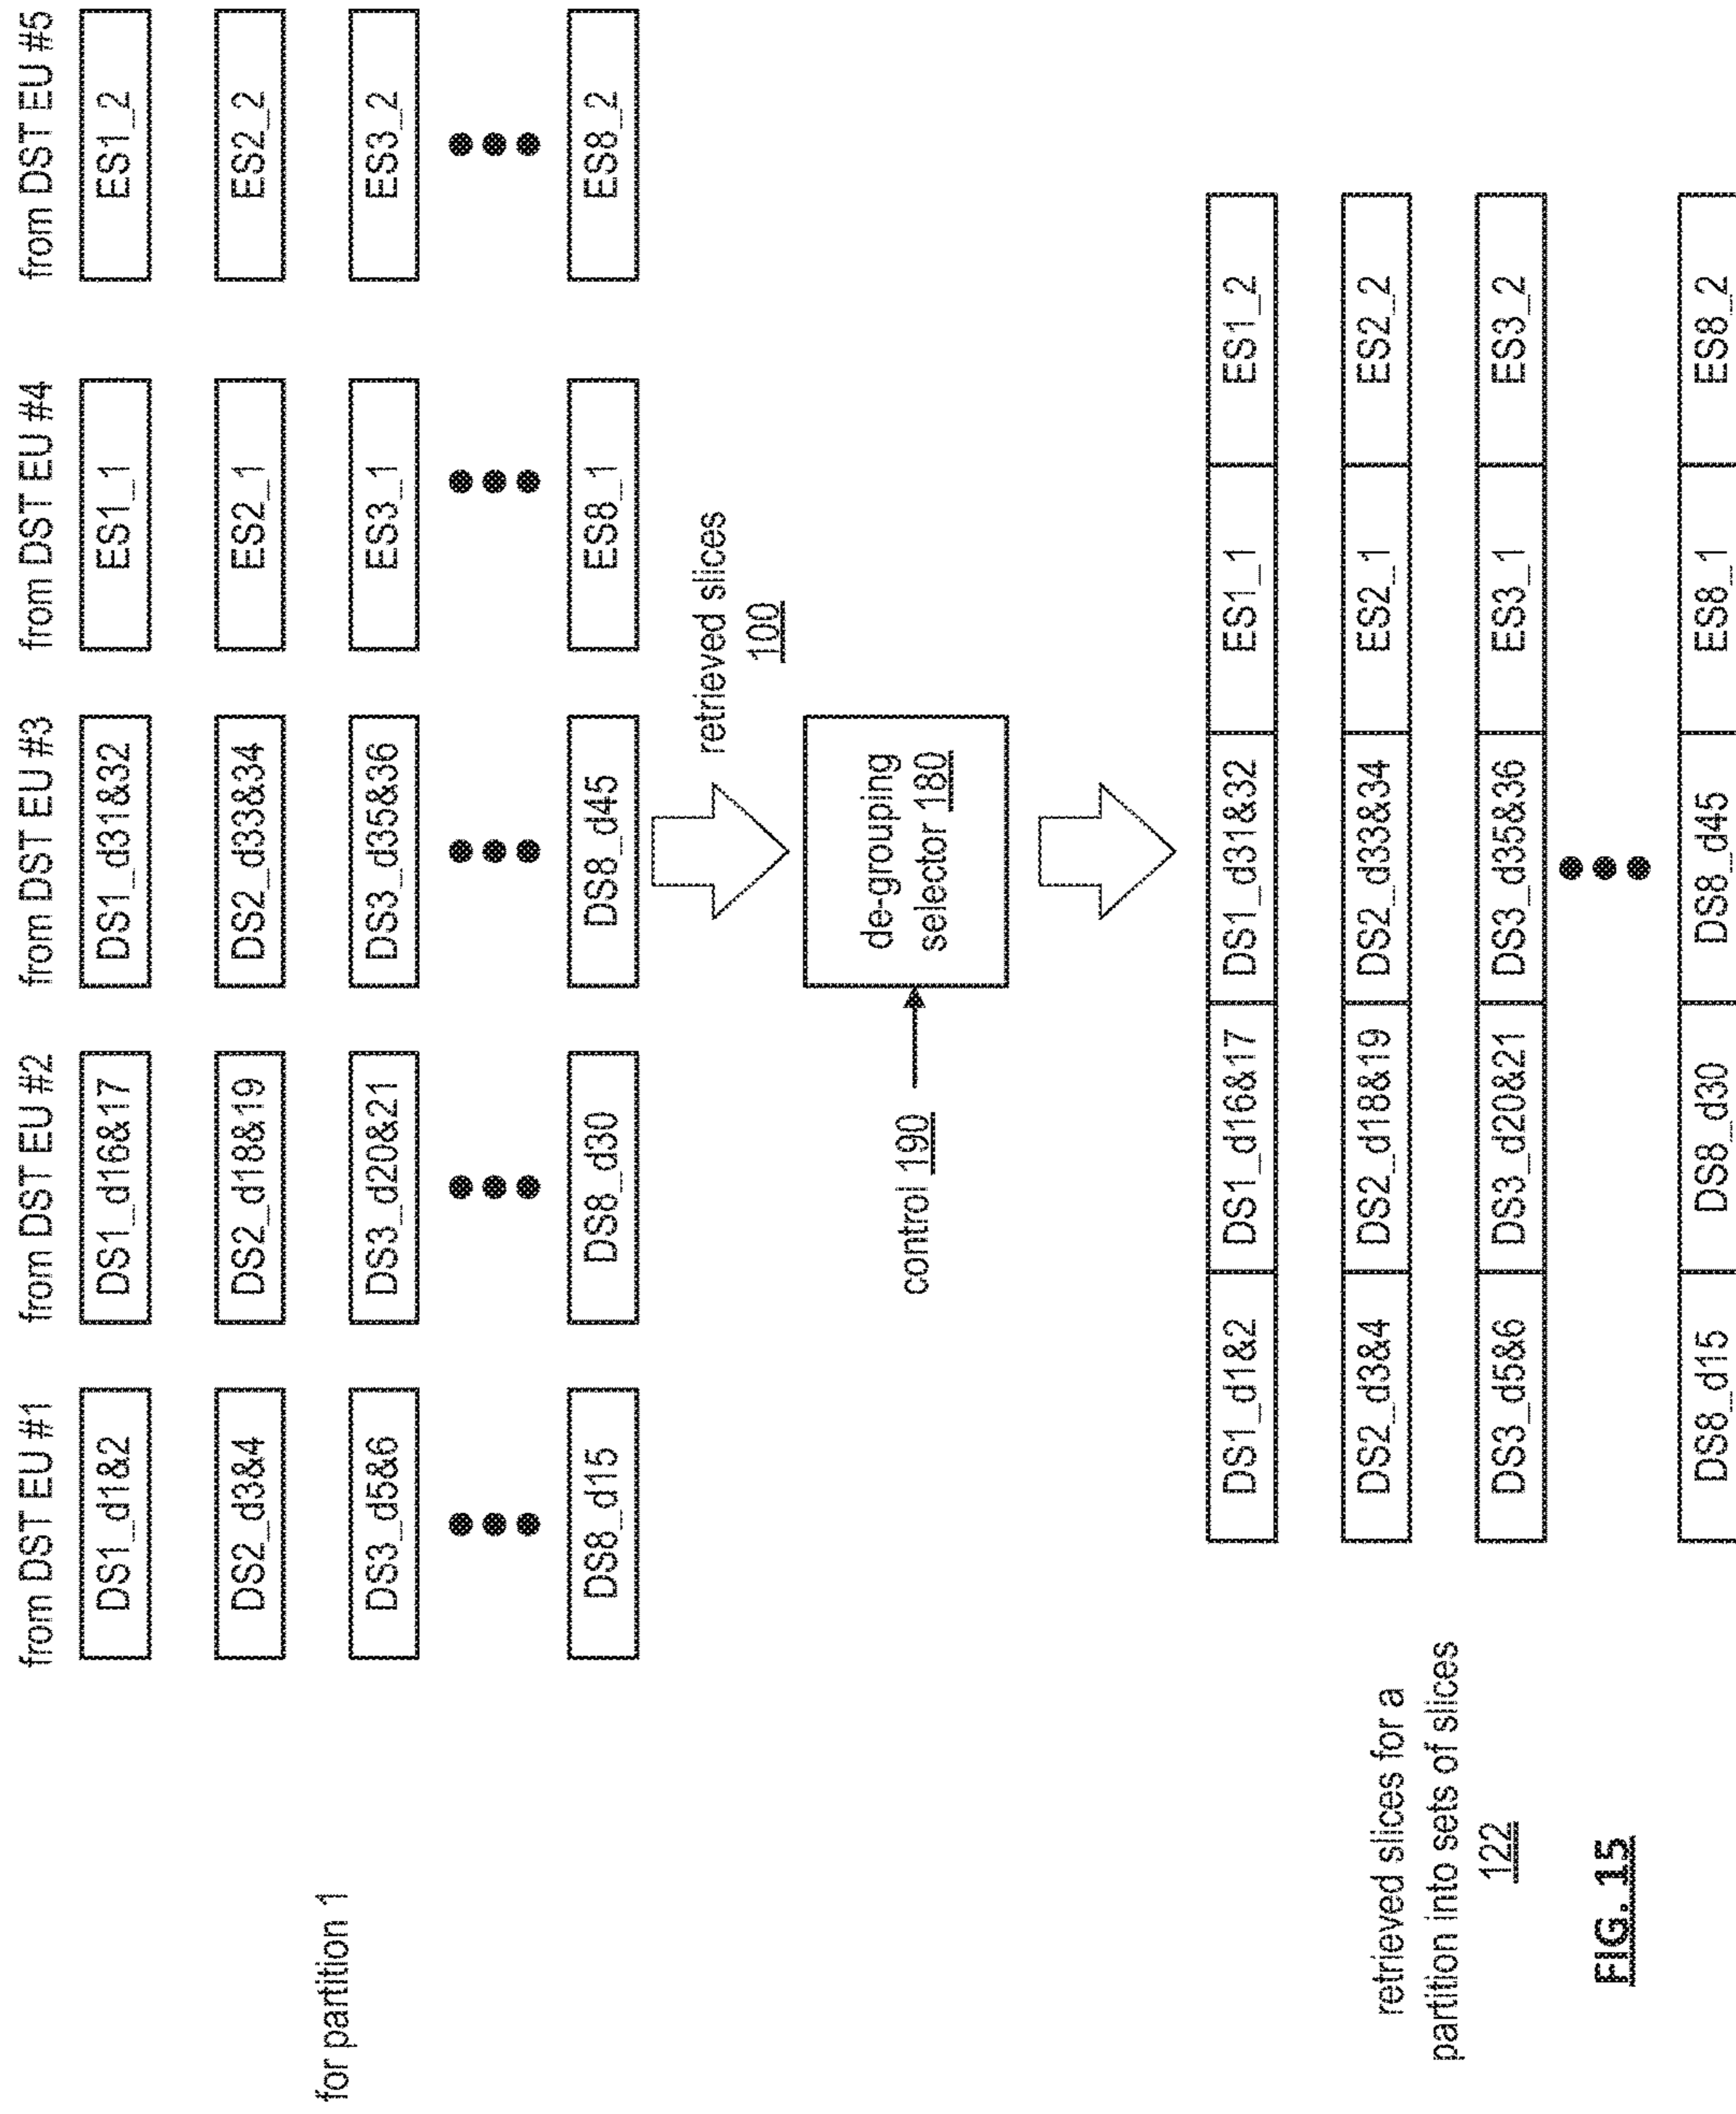 from DST EU #1
from DST EU #2
from DST EU #3
from DST EU #4
from DST EU #5
DS1_d1&2
DS1_d16&17
DS1_d31&32
ES1_1
ES1_2
DS2_d3&4
DS2_d18&19
DS2_d33&34
ES2_1
ES2_2
for partition 1
DS3_d5&6
DS3_d20&21
DS3_d35&36
ES3_1
ES3_2
DS8_d15
DS8_d30
DS8_d45
ES8_1
ES8_2
retrieved slices
100
control 190
de-grouping
selector 180
DS1_d1&2
DS1_d16&17
DS1_d31&32
ES1_1
ES1_2
retrieved slices for a
partition into sets of slices
122
DS2_d3&4
DS2_d18&19
DS2_d33&34
ES2_1
ES2_2
DS3_d5&6
DS3_d20&21
DS3_d35&36
ES3_1
ES3_2
DS8_d15
DS8_d30
DS8_d45
ES8_1
ES8_2
FIG. 15